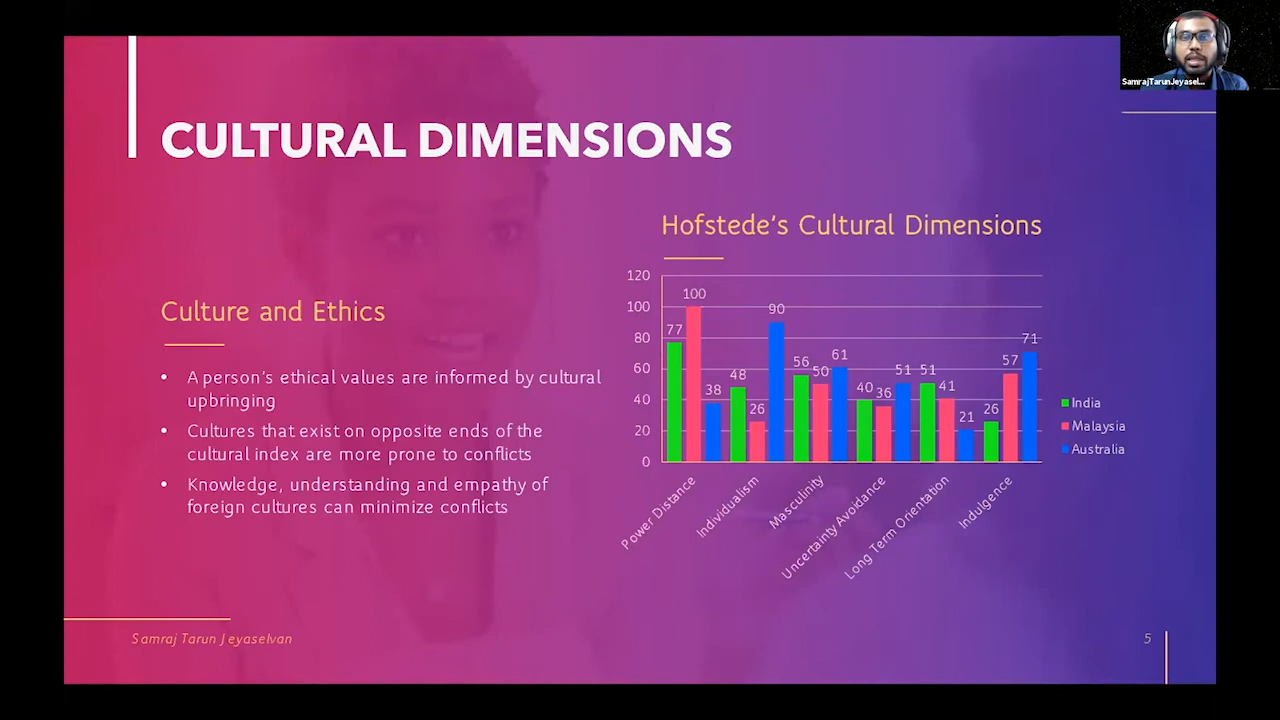 SamrajTarunJeyasel...
CULTURAL DIMENSIONS
Culture and Ethics
• A person's ethical values are informed by cultural
upbringing
• Cultures that exist on opposite ends of the
cultural index are more prone to conflicts
• Knowledge, understanding and empathy of
foreign cultures can minimize conflicts
Hofstede's Cultural Dimensions
120
100
80
60
40
20
0
77 100 38
48 26 90
56 50 61
40 36 51
51 41 21
26 57 71
Power Distance
Individualism
Masculinity
Uncertainty Avoidance
Long Term Orientation
Indulgence
India
Malaysia
Australia
Samraj Tarun Jeyaselvan
5